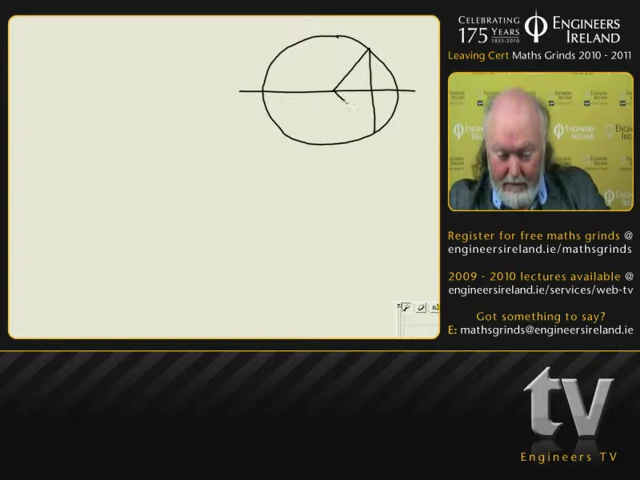 CELEBRATING
175 YEARS
1835-2010
ENGINEERS
IRELAND
Leaving Cert Maths Grinds 2010 - 2011
ENGINEERS
IRELAND
Register for free maths grinds @
engineersireland.ie/mathsgrinds
2009 - 2010 lectures available @
engineersireland.ie/services/web-tv
Got something to say?
E: mathsgrinds@engineersireland.ie
tv
Engineers TV